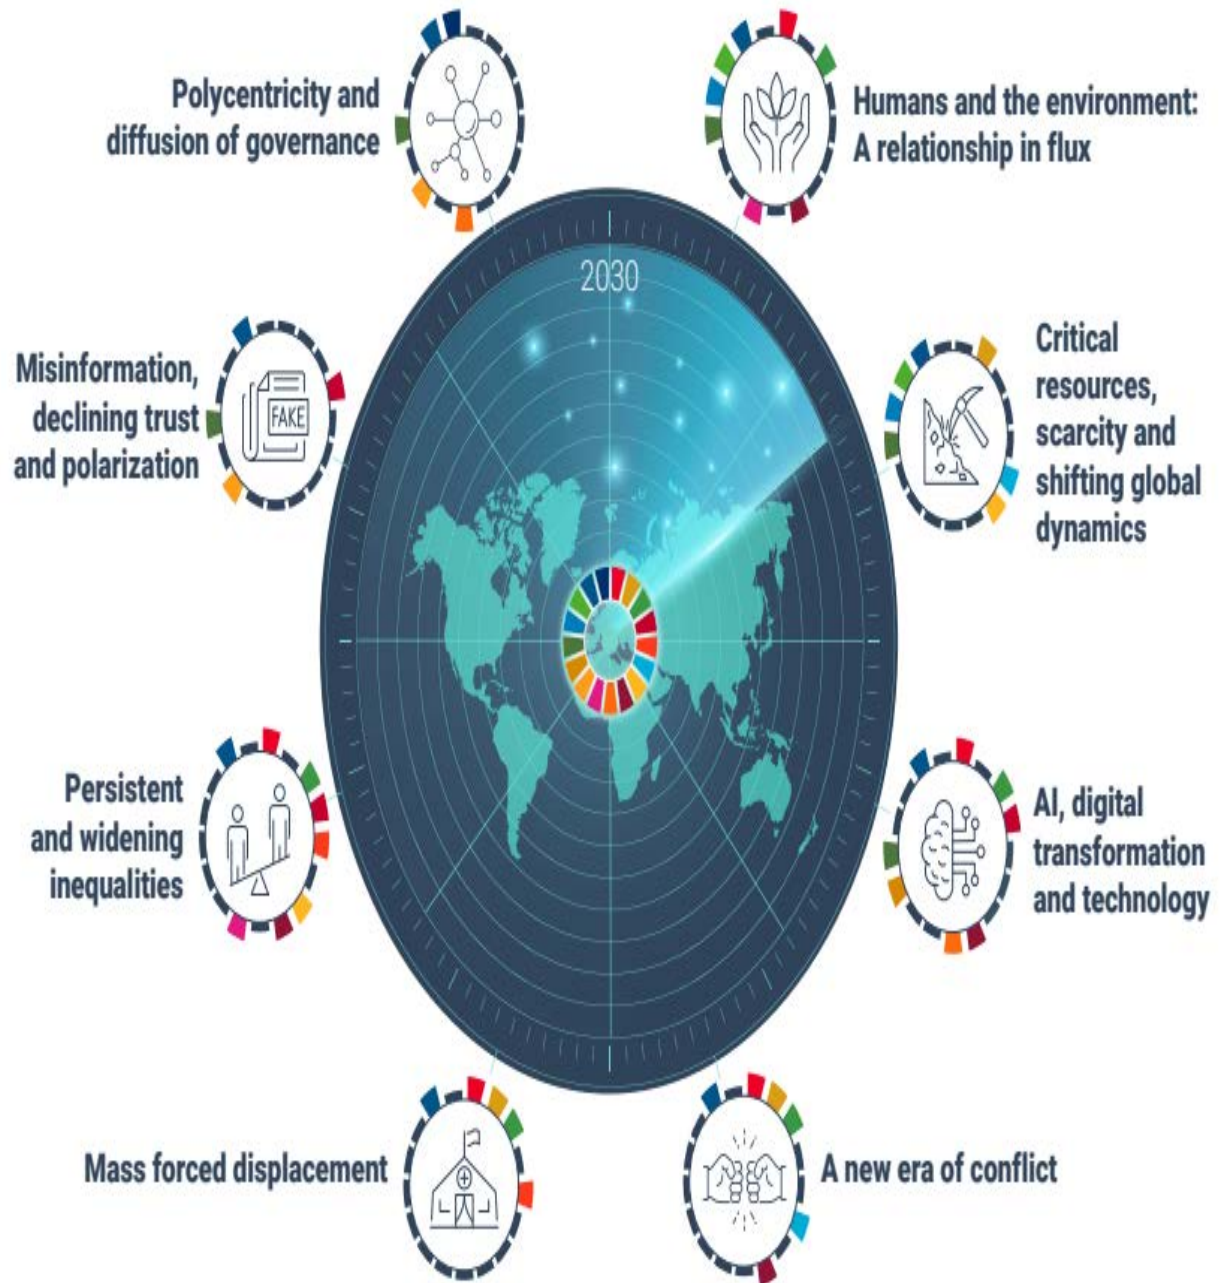 Polycentricity and
diffusion of governance
Humans and the environment:
A relationship in flux
2030
Misinformation,
declining trust
and polarization
FAKE
Critical
resources,
scarcity and
shifting global
dynamics
Persistent
and widening
inequalities
AI, digital
transformation
and technology
Mass forced displacement
A new era of conflict